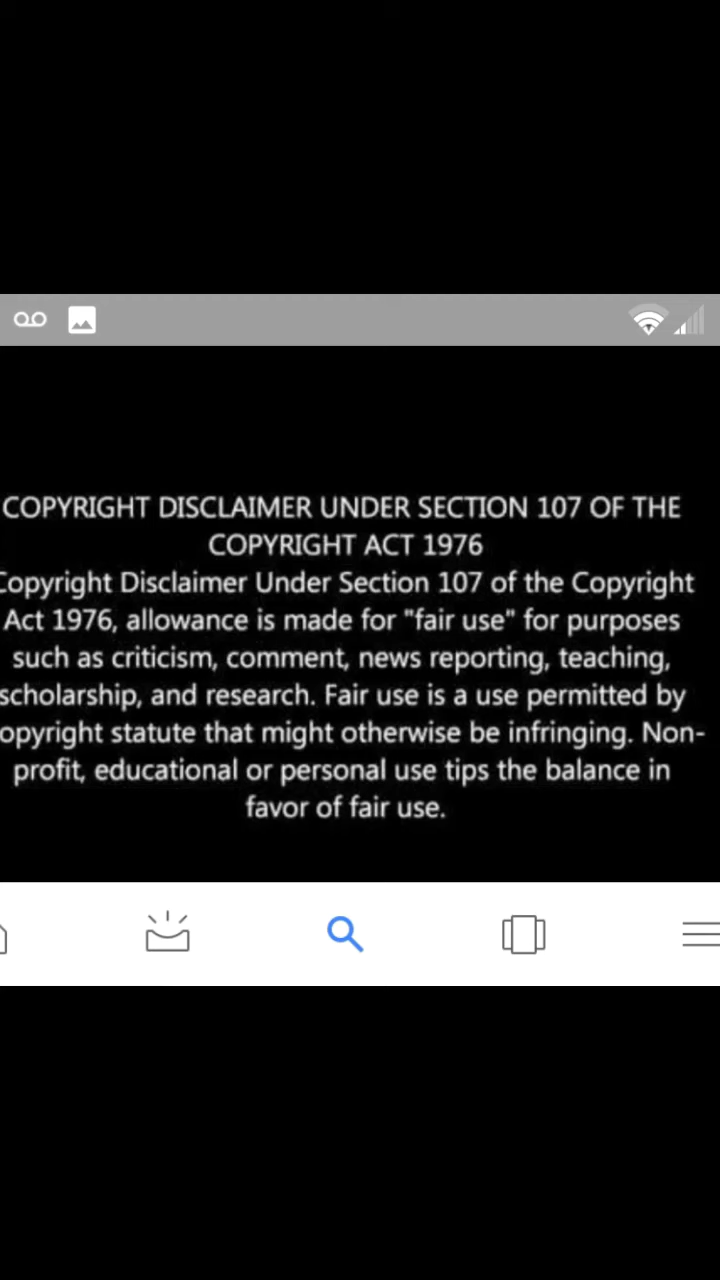 COPYRIGHT DISCLAIMER UNDER SECTION 107 OF THE
COPYRIGHT ACT 1976
Copyright Disclaimer Under Section 107 of the Copyright
Act 1976, allowance is made for "fair use" for purposes
such as criticism, comment, news reporting, teaching,
scholarship, and research. Fair use is a use permitted by
opyright statute that might otherwise be infringing. Non-
profit, educational or personal use tips the balance in
favor of fair use.